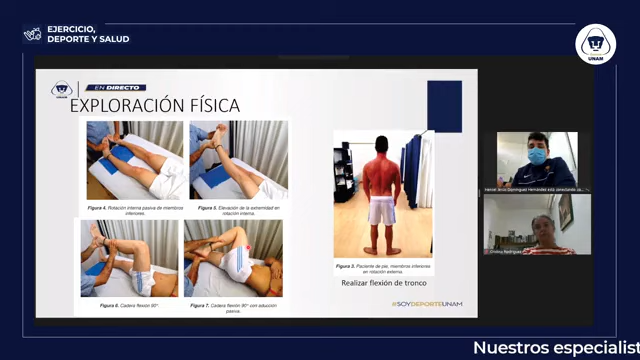 EJERCICIO,
DEPORTE Y SALUD
UNAM
EN DIRECTO
EXPLORACIÓN FÍSICA
Figura 4. Rotación interna pasiva de miembros
inferiores.
Figura 5. Elevación de la extremidad en
rotación interna.
Figura 6. Cadera flexión 60°.
Figura 7. Cadera flexión 90° con aducción
pasiva.
Figura 3. Paciente de pie, miembros inferiores
en rotación externa.
Realizar flexión de tronco
#SOYDEPORTEUNAM
Nuestros especialist